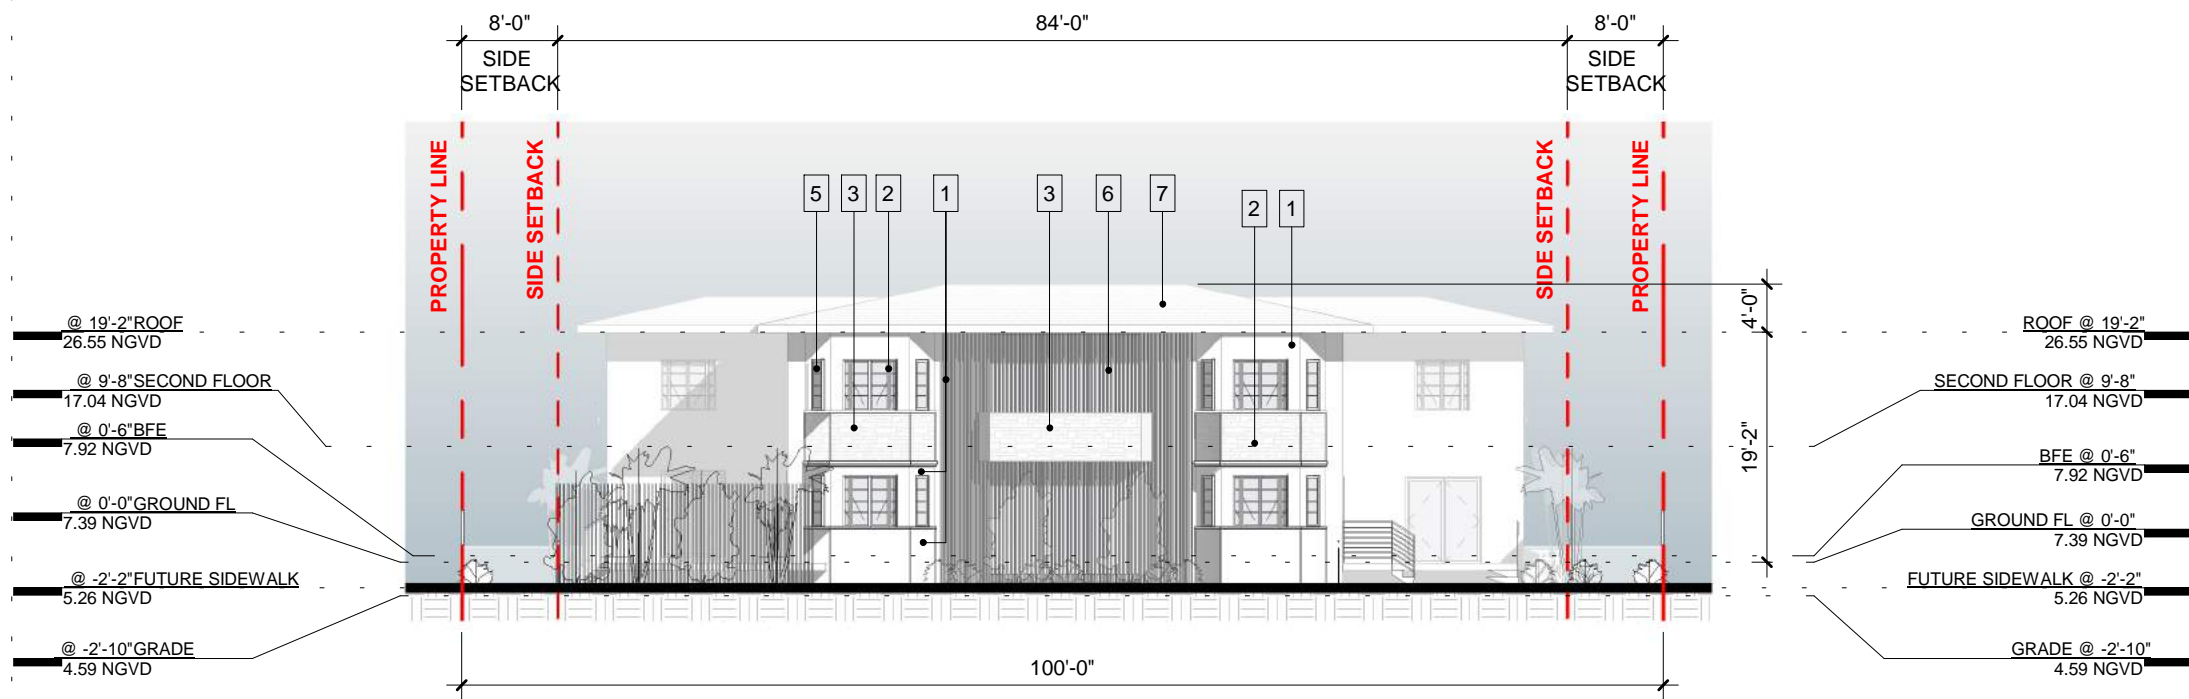 8'-0"
84'-0"
8'-0"
SIDE
SETBACK
SIDE
SETBACK
PROPERTY LINE
SIDE SETBACK
SIDE SETBACK
PROPERTY LINE
5
3
2
1
3
6
7
2
1
4'-0"
19'-2"
@ 19'-2"ROOF
26.55 NGVD
@ 9'-8"SECOND FLOOR
17.04 NGVD
@ 0'-6"BFE
7.92 NGVD
@ 0'-0"GROUND FL
7.39 NGVD
@ -2'-2"FUTURE SIDEWALK
5.26 NGVD
@ -2'-10"GRADE
4.59 NGVD
ROOF @ 19'-2"
26.55 NGVD
SECOND FLOOR @ 9'-8"
17.04 NGVD
BFE @ 0'-6"
7.92 NGVD
GROUND FL @ 0'-0"
7.39 NGVD
FUTURE SIDEWALK @ -2'-2"
5.26 NGVD
GRADE @ -2'-10"
4.59 NGVD
100'-0"